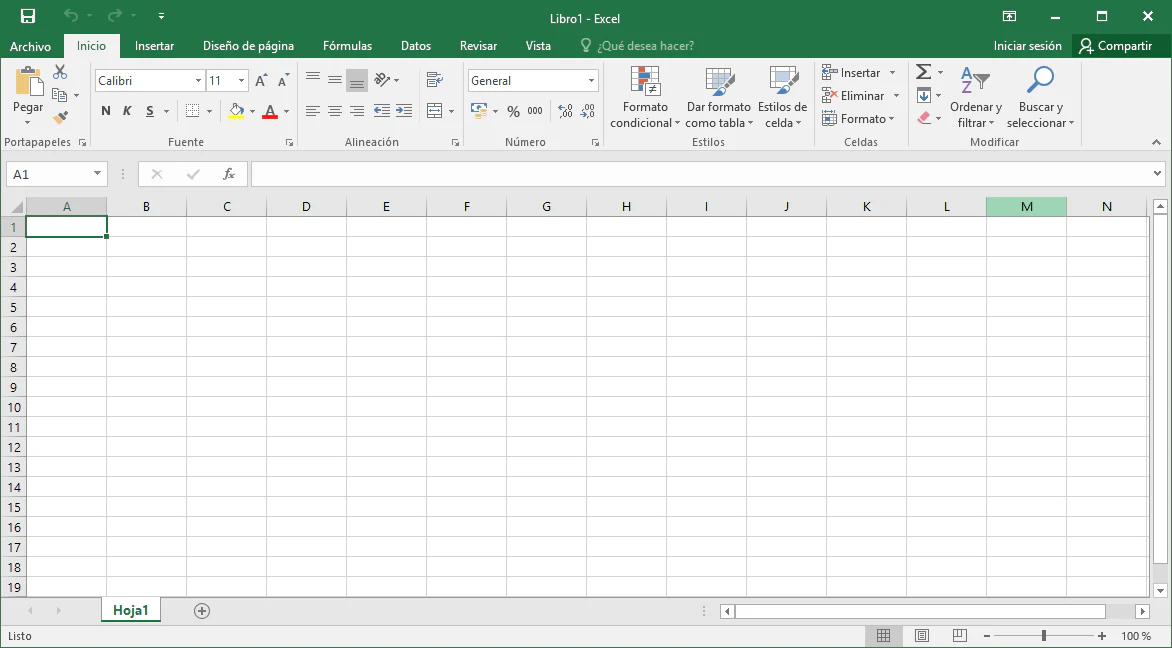 Libro1 - Excel
Archivo Inicio Insertar Diseño de página Fórmulas Datos Revisar Vista ¿Qué desea hacer? Iniciar sesión Compartir
Pegar
Portapapeles
Calibri 11
N K S
Fuente
Alineación
General
% 000
Número
Formato condicional
Dar formato como tabla
Estilos de celda
Estilos
Insertar
Eliminar
Formato
Celdas
Ordenar y filtrar
Buscar y seleccionar
Modificar
A1 fx
A B C D E F G H I J K L M N
1
2
3
4
5
6
7
8
9
10
11
12
13
14
15
16
17
18
19
Hoja1
Listo 100 %